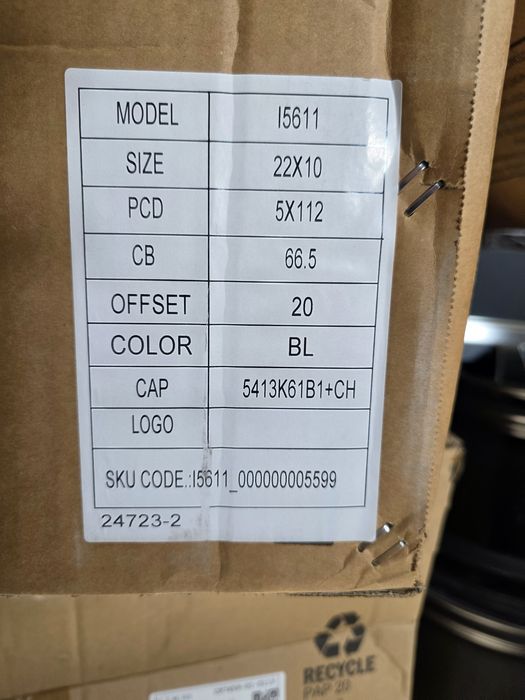 MODEL I5611
SIZE 22X10
PCD 5X112
CB 66.5
OFFSET 20
COLOR BL
CAP 5413K61B1+CH
LOGO
SKU CODE.:I5611_000000005599
24723-2
RECYCLE
PAP 20